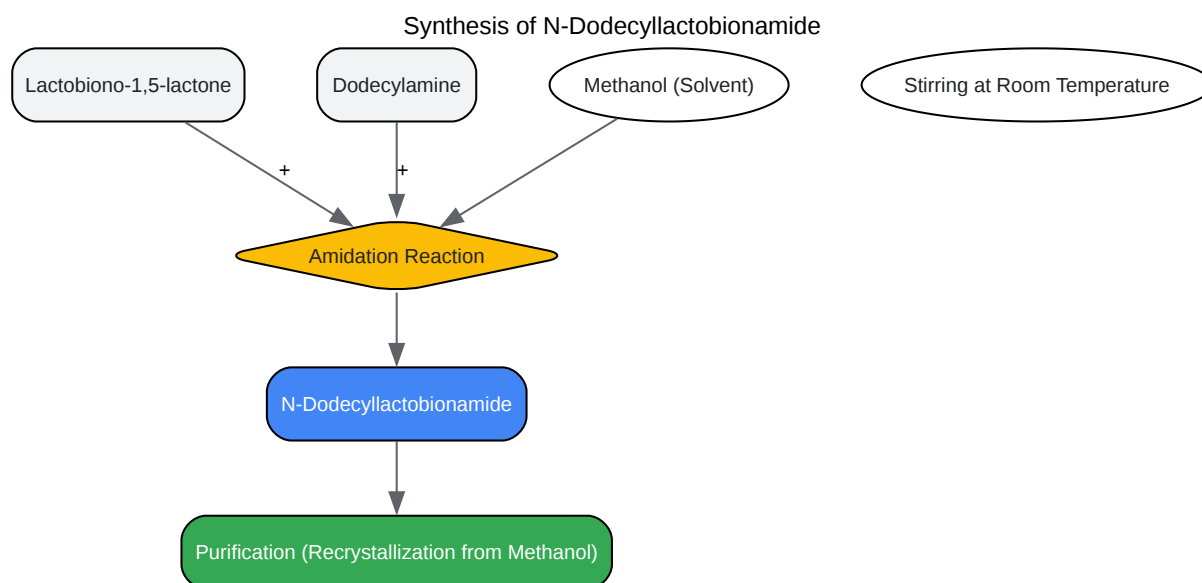 Synthesis of N-Dodecyllactobionamide
Lactobiono-1,5-lactone
Dodecylamine
Methanol (Solvent)
Stirring at Room Temperature
+
+
Amidation Reaction
N-Dodecyllactobionamide
Purification (Recrystallization from Methanol)